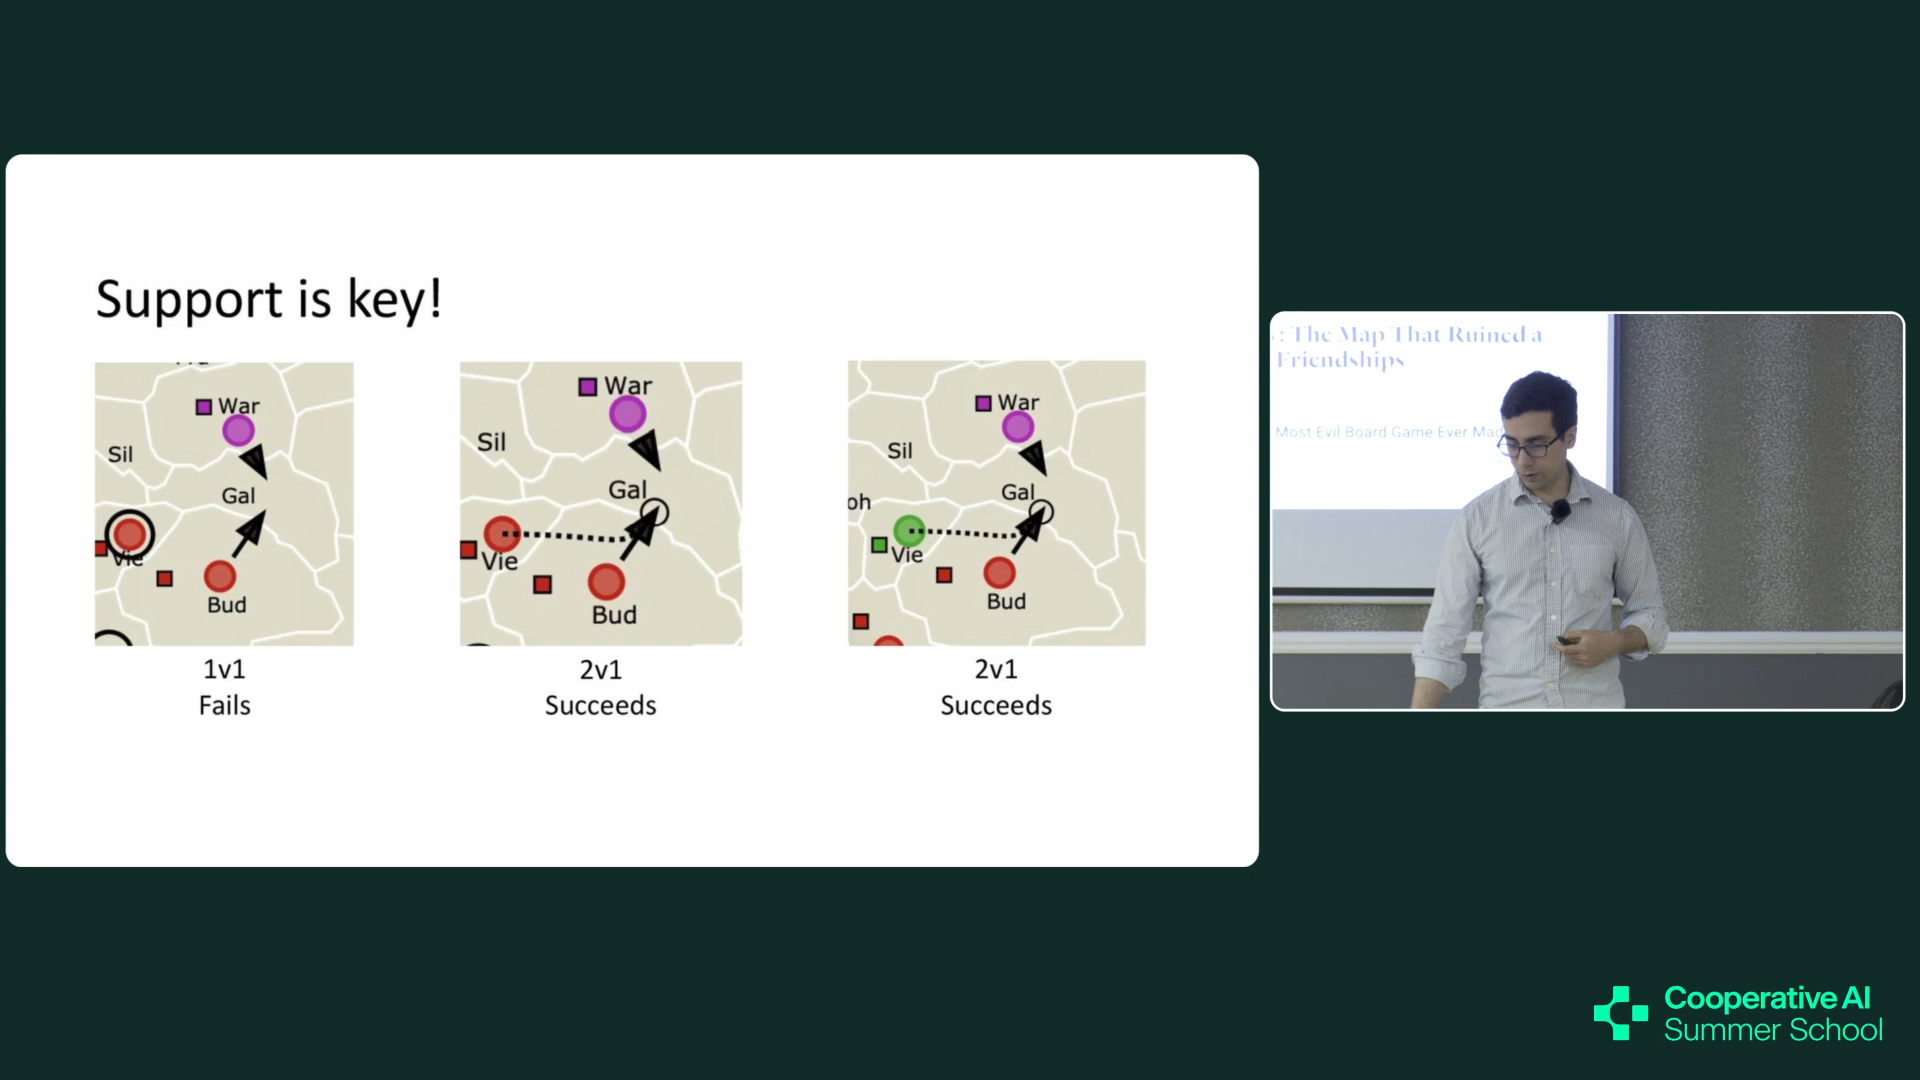 Support is key!
War
Sil
Gal
Vie
Bud
1v1
Fails
War
Sil
Gal
Vie
Bud
2v1
Succeeds
War
Sil
Gal
oh
Vie
Bud
2v1
Succeeds
: The Map That Ruined a
Friendships
Most Evil Board Game Ever Mad
Cooperative AI
Summer School